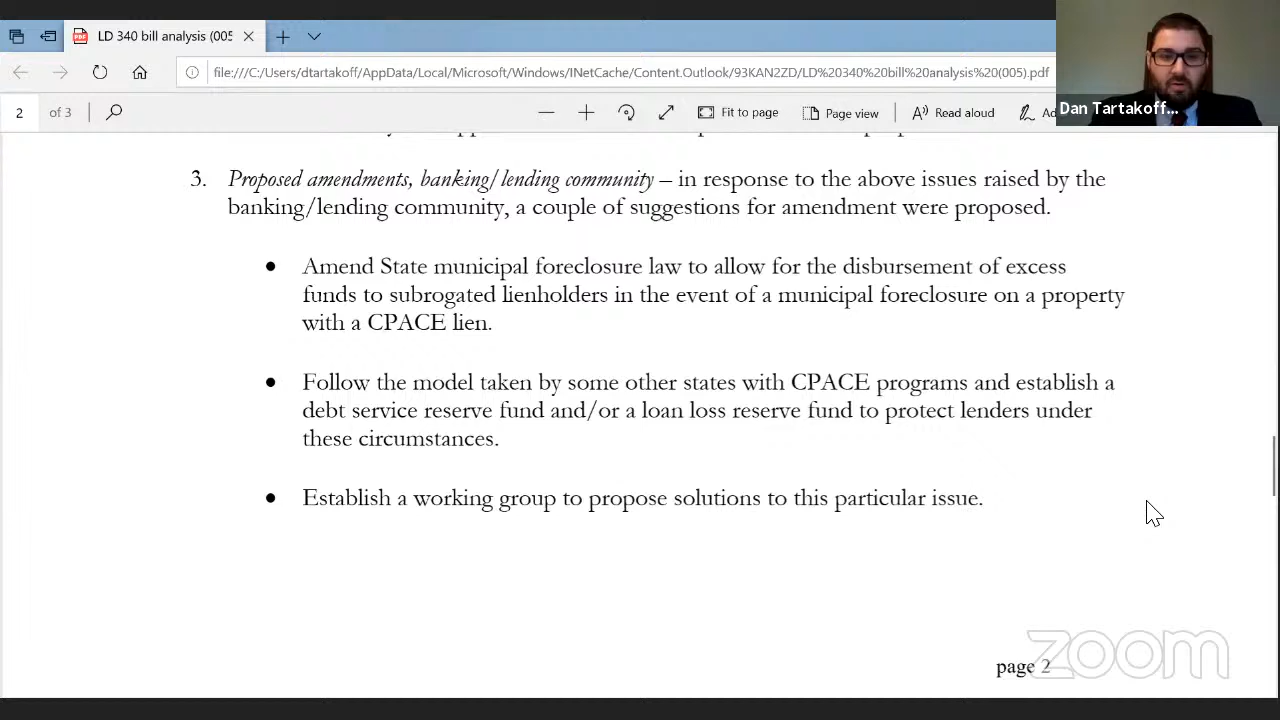 LD 340 bill analysis (005
file:///C:/Users/dtartakoff/AppData/Local/Microsoft/Windows/INetCache/Content.Outlook/93KAN2ZD/LD%20340%20bill%20analysis%20(005).pdf
2 of 3 Fit to page Page view Read aloud
Dan Tartakoff...
3. Proposed amendments, banking/lending community – in response to the above issues raised by the
banking/lending community, a couple of suggestions for amendment were proposed.
• Amend State municipal foreclosure law to allow for the disbursement of excess
funds to subrogated lienholders in the event of a municipal foreclosure on a property
with a CPACE lien.
• Follow the model taken by some other states with CPACE programs and establish a
debt service reserve fund and/or a loan loss reserve fund to protect lenders under
these circumstances.
• Establish a working group to propose solutions to this particular issue.
zoom
page 2